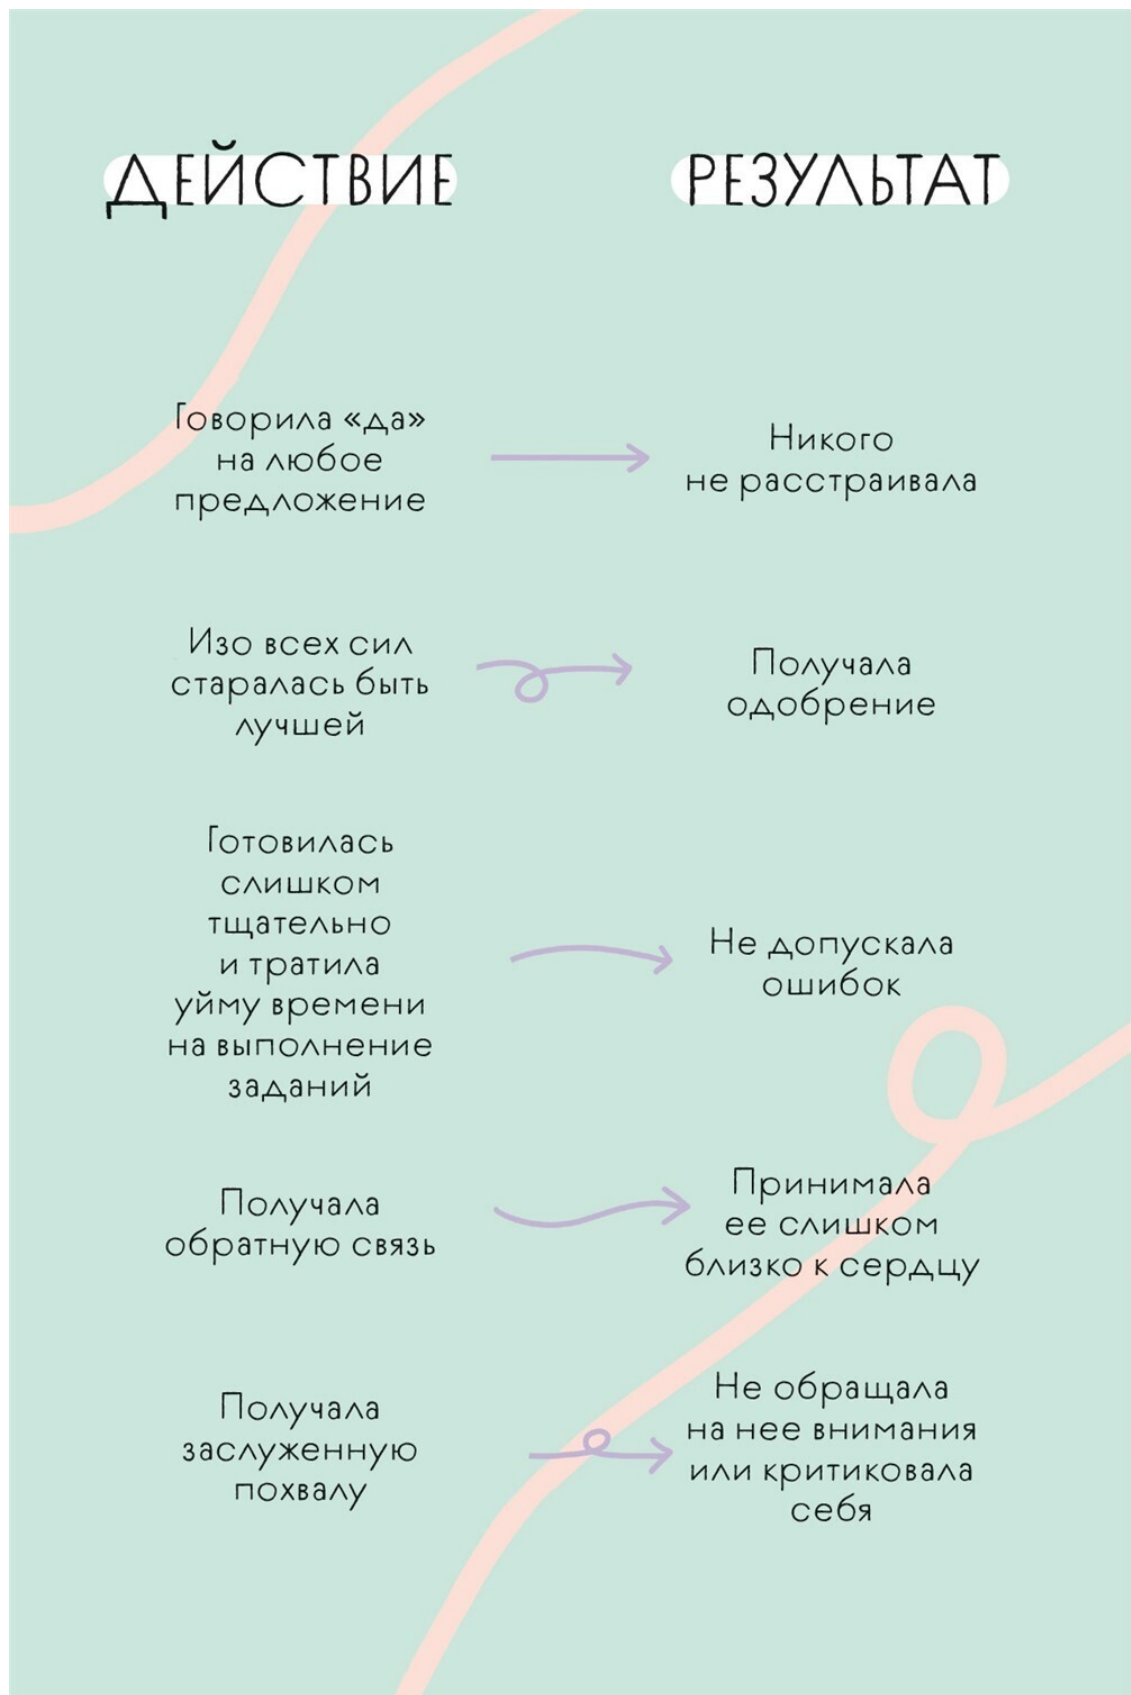 ДЕЙСТВИЕ
РЕЗУЛЬТАТ
Говорила «да»
на любое
предложение
Никого
не расстраивала
Изо всех сил
старалась быть
лучшей
Получала
одобрение
Готовилась
слишком
тщательно
и тратила
уйму времени
на выполнение
заданий
Не допускала
ошибок
Получала
обратную связь
Принимала
ее слишком
близко к сердцу
Получала
заслуженную
похвалу
Не обращала
на нее внимания
или критиковала
себя